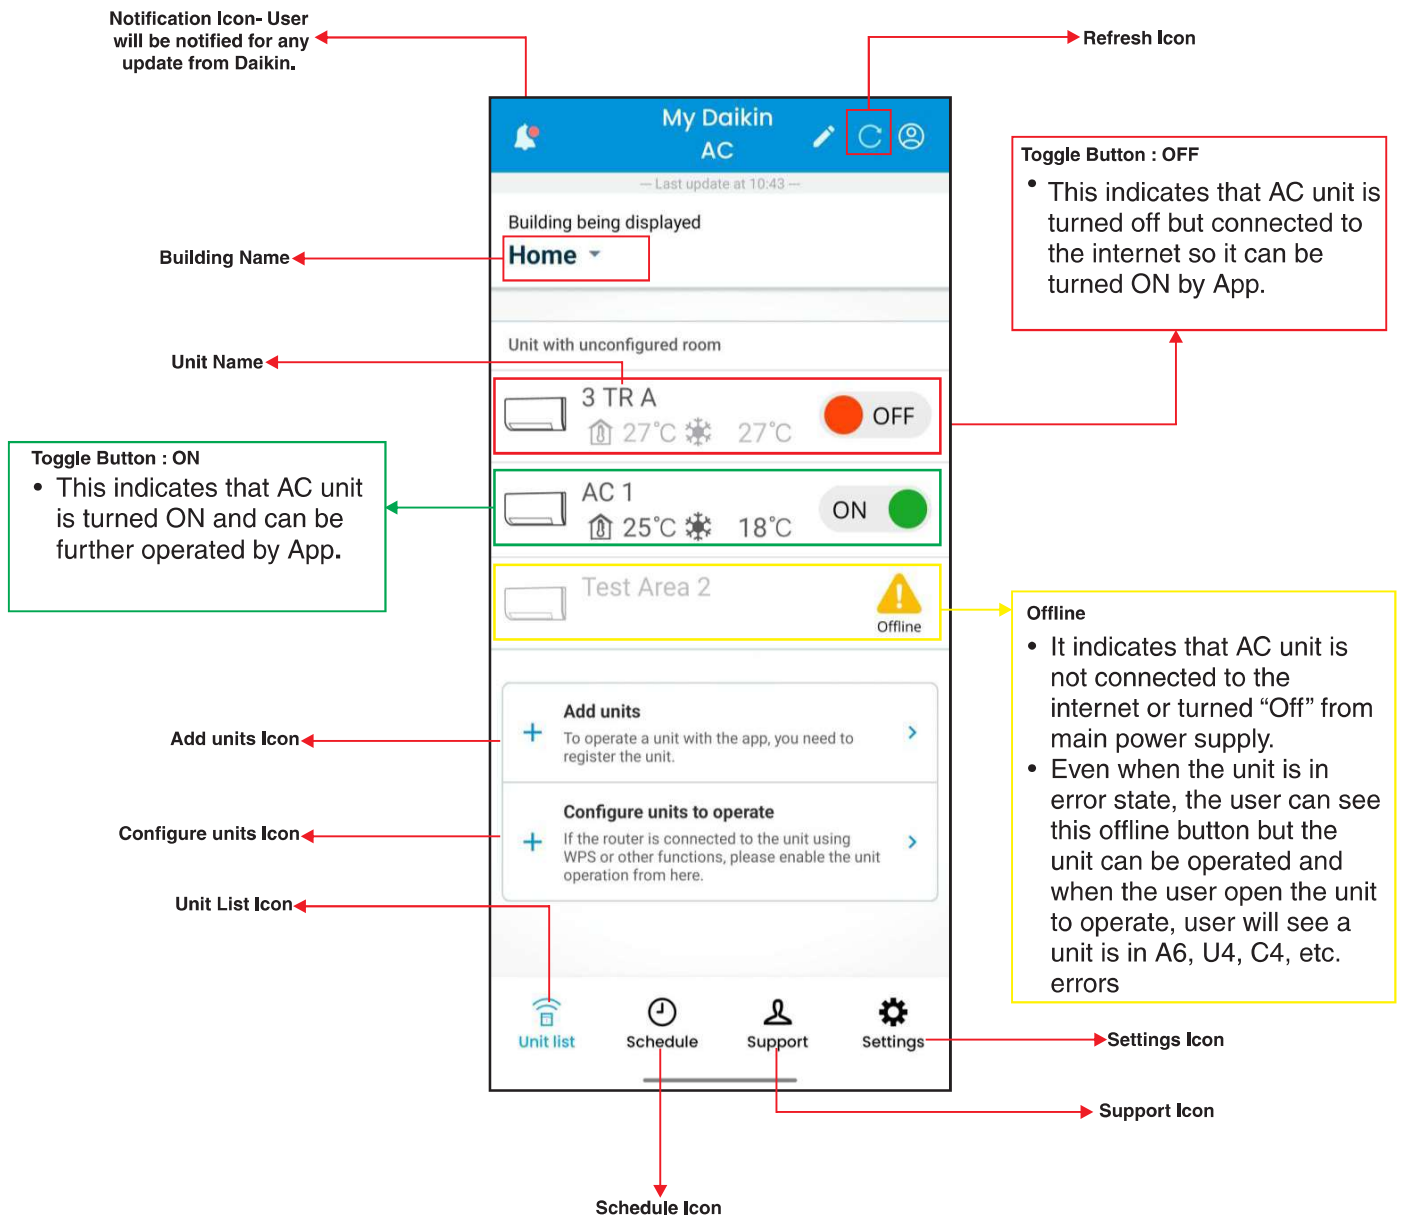 Notification Icon- User
will be notified for any
update from Daikin.
Refresh Icon
My Daikin
AC
— Last update at 10:43 —
Building being displayed
Home
Building Name
Toggle Button : OFF
• This indicates that AC unit is
turned off but connected to
the internet so it can be
turned ON by App.
Unit with unconfigured room
Unit Name
3 TR A
27°C 27°C
OFF
Toggle Button : ON
• This indicates that AC unit
is turned ON and can be
further operated by App.
AC 1
25°C 18°C
ON
Test Area 2
Offline
Offline
• It indicates that AC unit is
not connected to the
internet or turned “Off” from
main power supply.
• Even when the unit is in
error state, the user can see
this offline button but the
unit can be operated and
when the user open the unit
to operate, user will see a
unit is in A6, U4, C4, etc.
errors
Add units Icon
Add units
To operate a unit with the app, you need to
register the unit.
Configure units Icon
Configure units to operate
If the router is connected to the unit using
WPS or other functions, please enable the unit
operation from here.
Unit List Icon
Unit list
Schedule
Support
Settings
Settings Icon
Support Icon
Schedule Icon